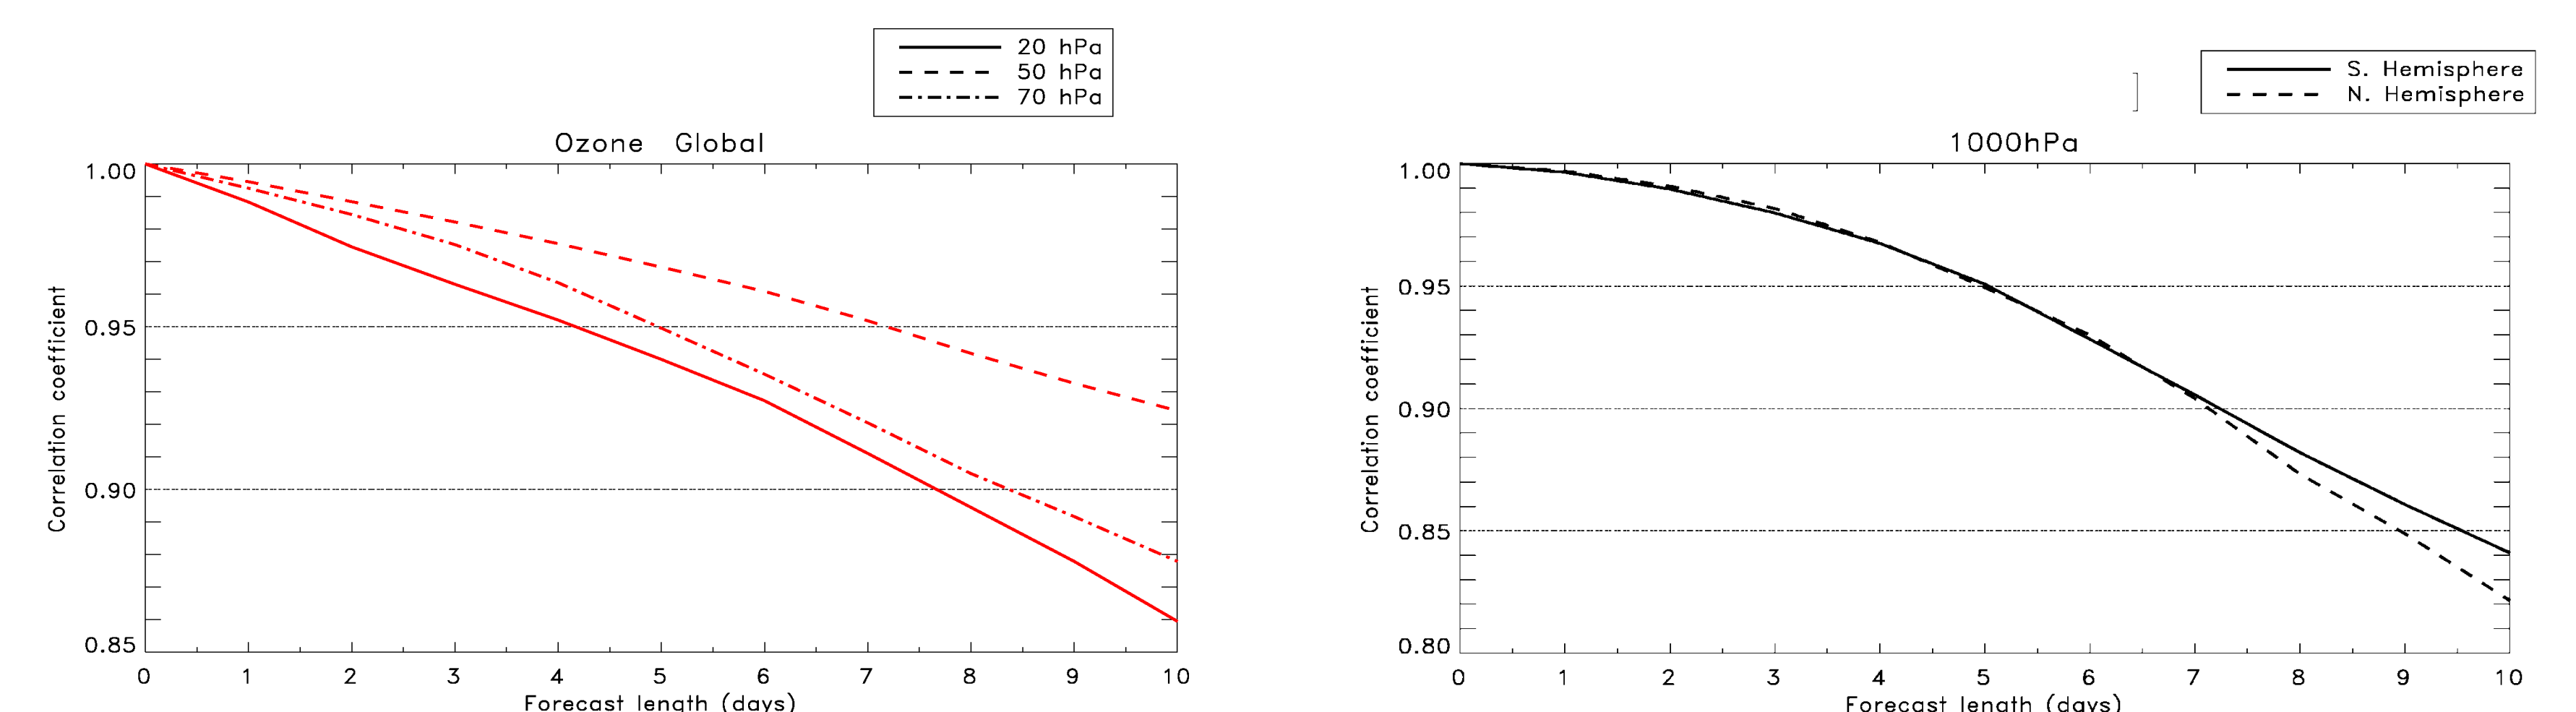 20 hPa
50 hPa
70 hPa
Ozone Global
1.00
0.95
0.90
0.85
Correlation coefficient
0 1 2 3 4 5 6 7 8 9 10
Forecast length (days)
]
S. Hemisphere
N. Hemisphere
1000hPa
1.00
0.95
0.90
0.85
0.80
Correlation coefficient
0 1 2 3 4 5 6 7 8 9 10
Forecast length (days)